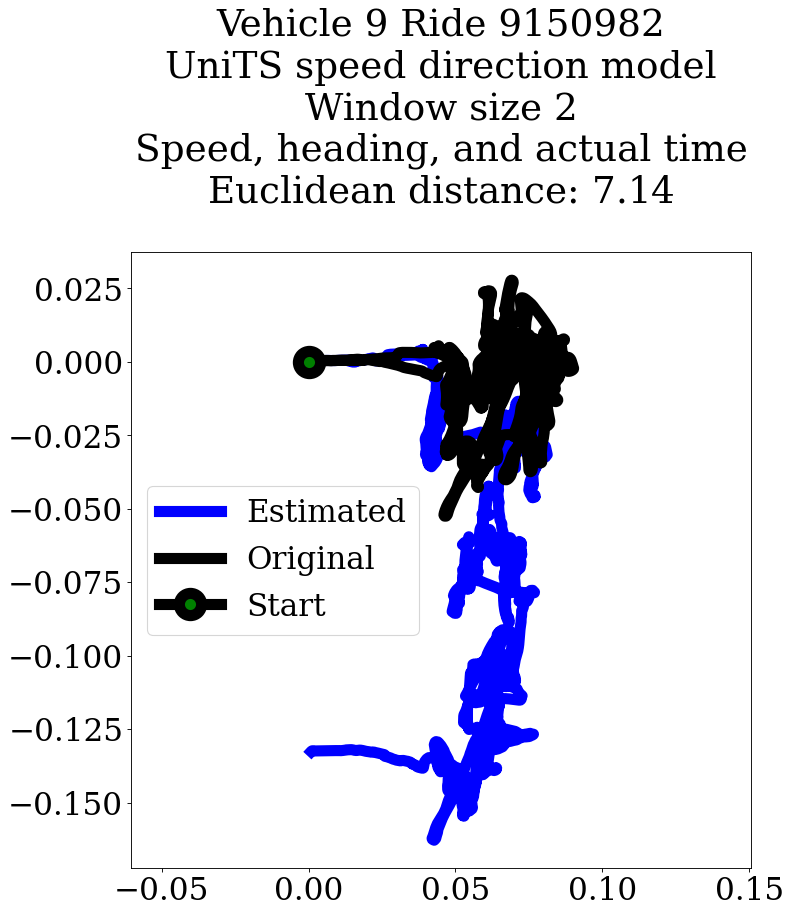 Vehicle 9 Ride 9150982
UniTS speed direction model
Window size 2
Speed, heading, and actual time
Euclidean distance: 7.14
0.025
0.000
−0.025
−0.050
−0.075
−0.100
−0.125
−0.150
Estimated
Original
Start
−0.05
0.00
0.05
0.10
0.15